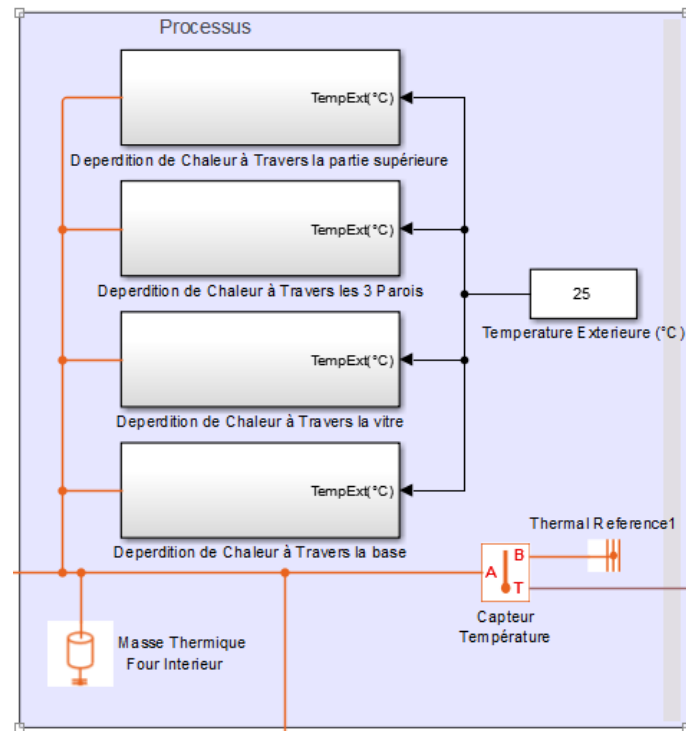 Processus
TempExt(°C)
Deperdition de Chaleur à Travers la partie supérieure
TempExt(°C)
Deperdition de Chaleur à Travers les 3 Parois
25
Temperature Exterieure (°C)
TempExt(°C)
Deperdition de Chaleur à Travers la vitre
TempExt(°C)
Deperdition de Chaleur à Travers la base
Thermal Reference1
A
B
T
Capteur
Température
Masse Thermique
Four Interieur